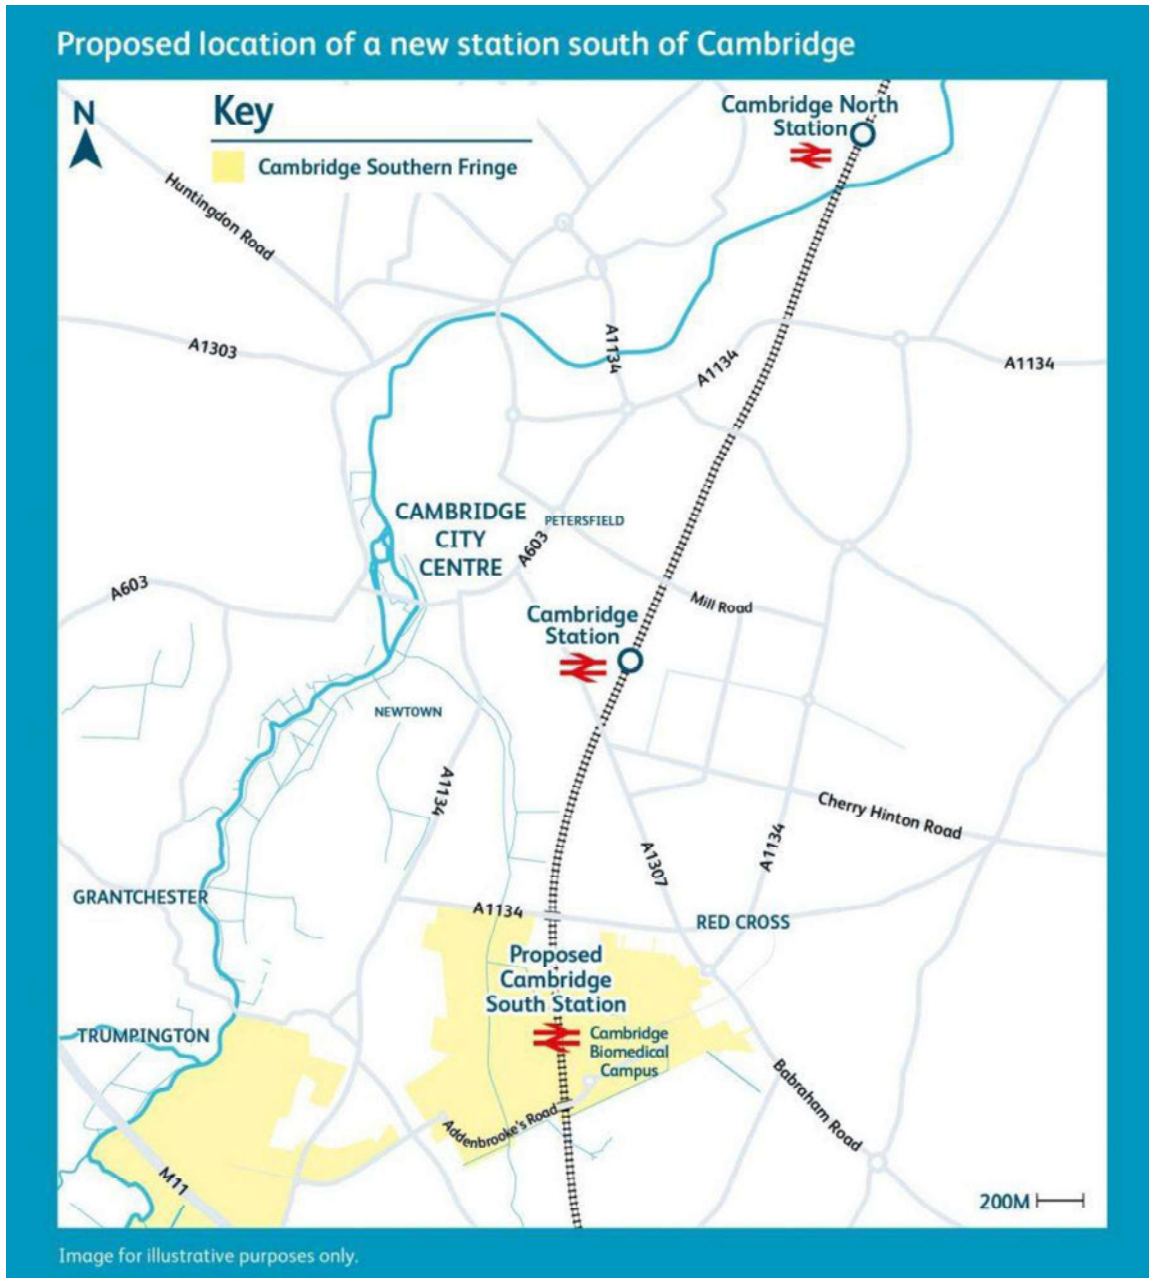 Proposed location of a new station south of Cambridge
N
Key
Cambridge Southern Fringe
Cambridge North
Station
Huntingdon Road
A1303
A1134
A1134
A1134
CAMBRIDGE
CITY
CENTRE
PETERSFIELD
A603
A603
Mill Road
Cambridge
Station
NEWTOWN
A1134
Cherry Hinton Road
A1134
A1307
GRANTCHESTER
A1134
RED CROSS
Proposed
Cambridge
South Station
TRUMPINGTON
Cambridge
Biomedical
Campus
Addenbrooke's Road
Babraham Road
M11
200M
Image for illustrative purposes only.